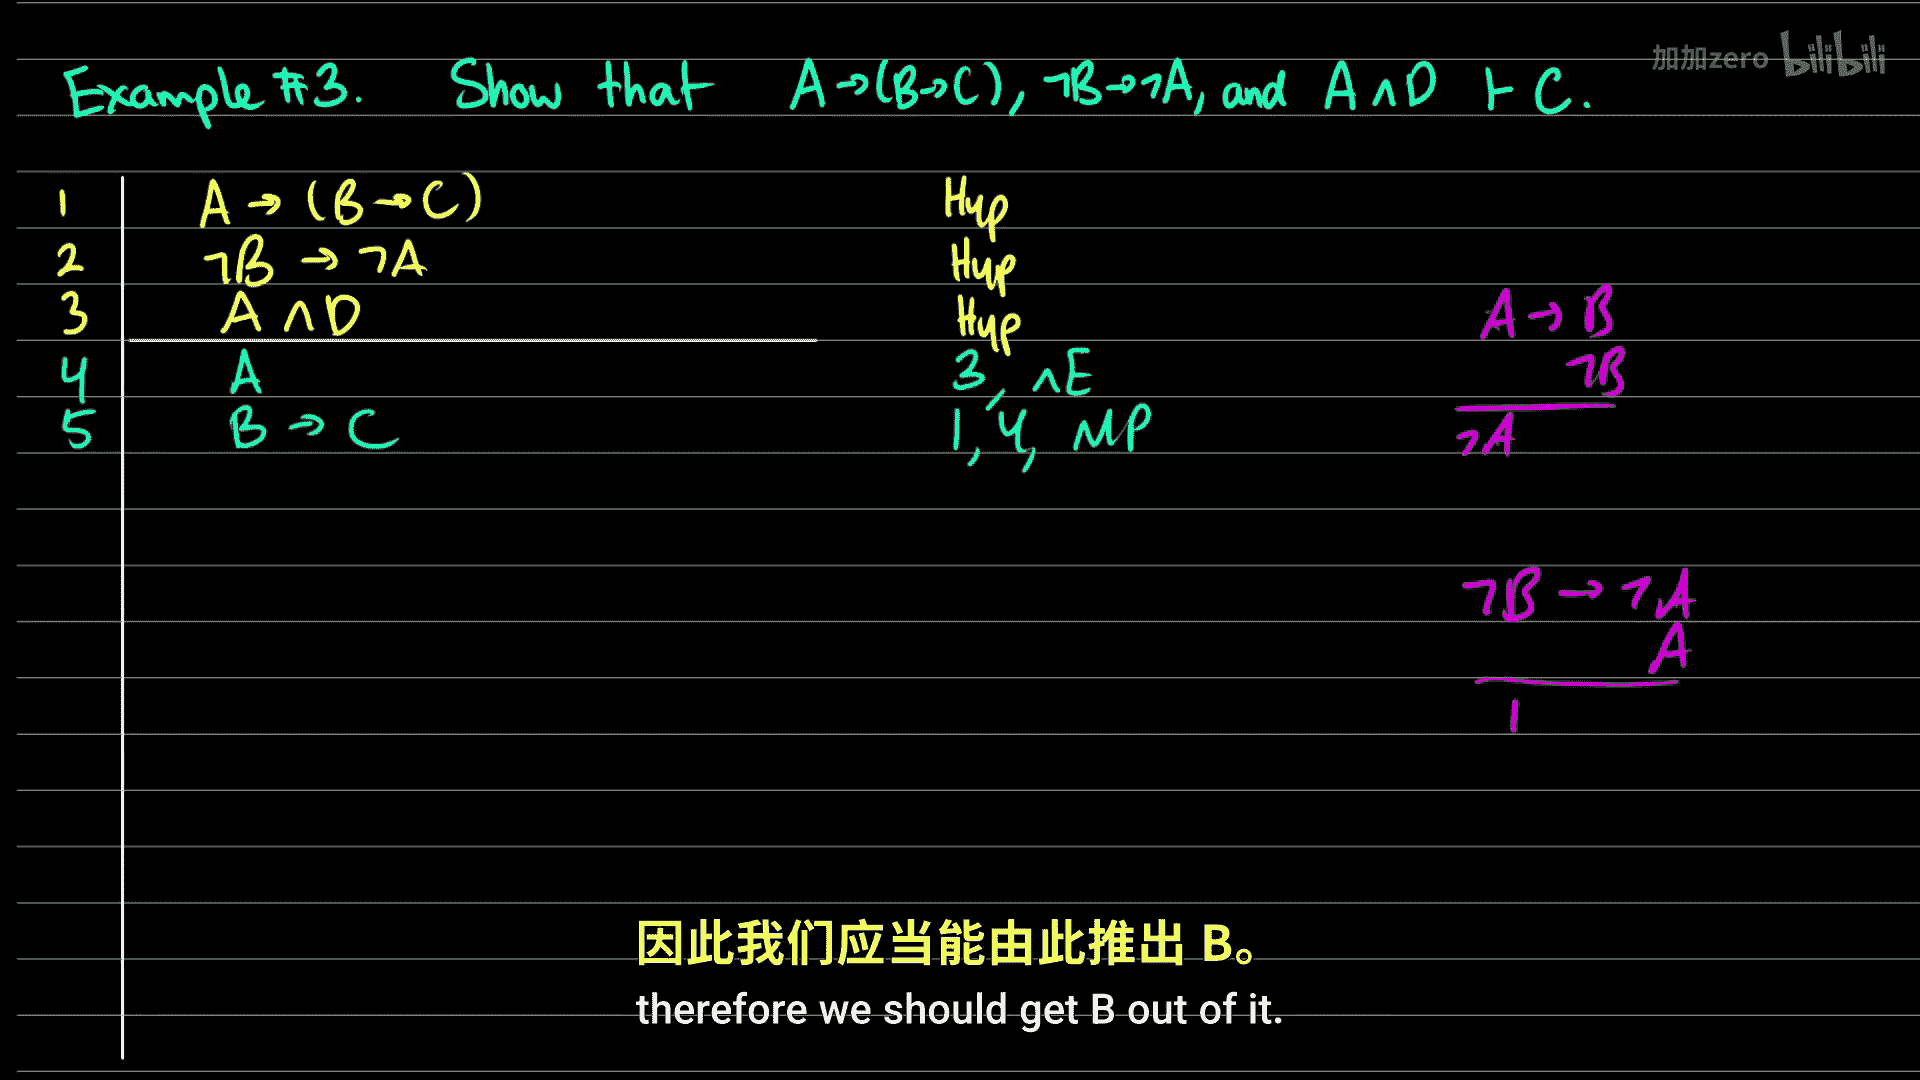 加加zero bilibili
Example #3. Show that A→(B→C), ¬B→¬A, and A∧D ⊢ C.
1 A → (B → C) Hyp
2 ¬B → ¬A Hyp
3 A ∧ D Hyp
4 A 3, ∧E
5 B → C 1, 4, MP
A → B
¬B
¬A
¬B → ¬A
A
因此我们应当能由此推出 B。
therefore we should get B out of it.